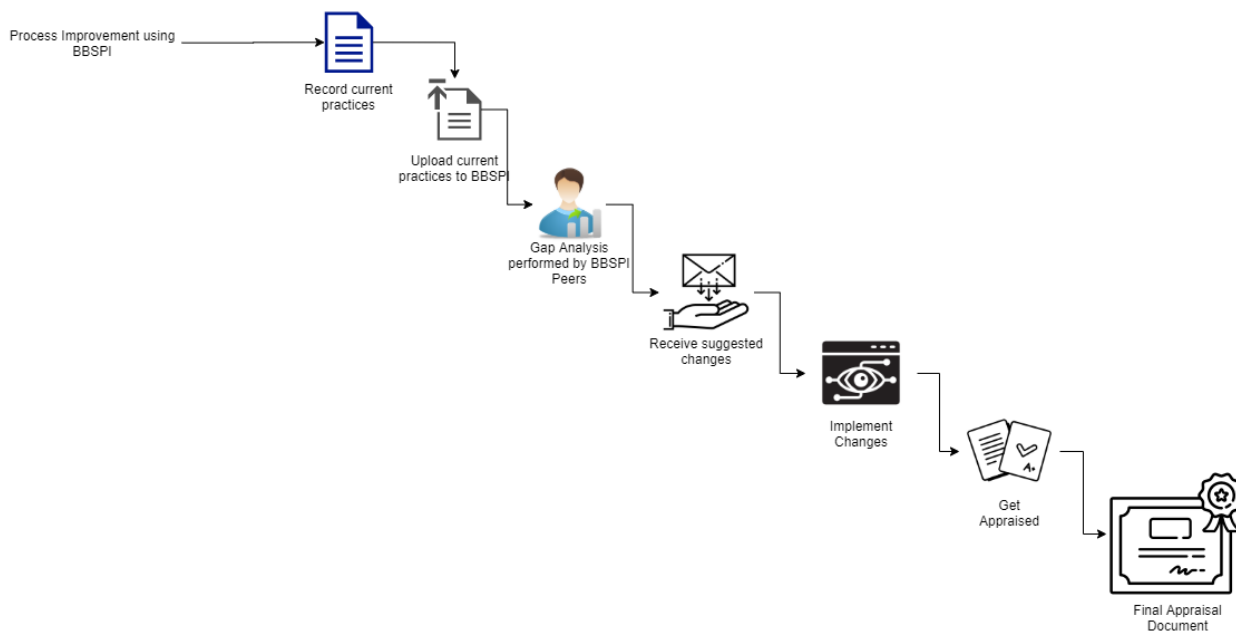 Process Improvement using
BBSPI
Record current
practices
Upload current
practices to BBSPI
Gap Analysis
performed by BBSPI
Peers
Receive suggested
changes
Implement
Changes
A+
Get
Appraised
Final Appraisal
Document